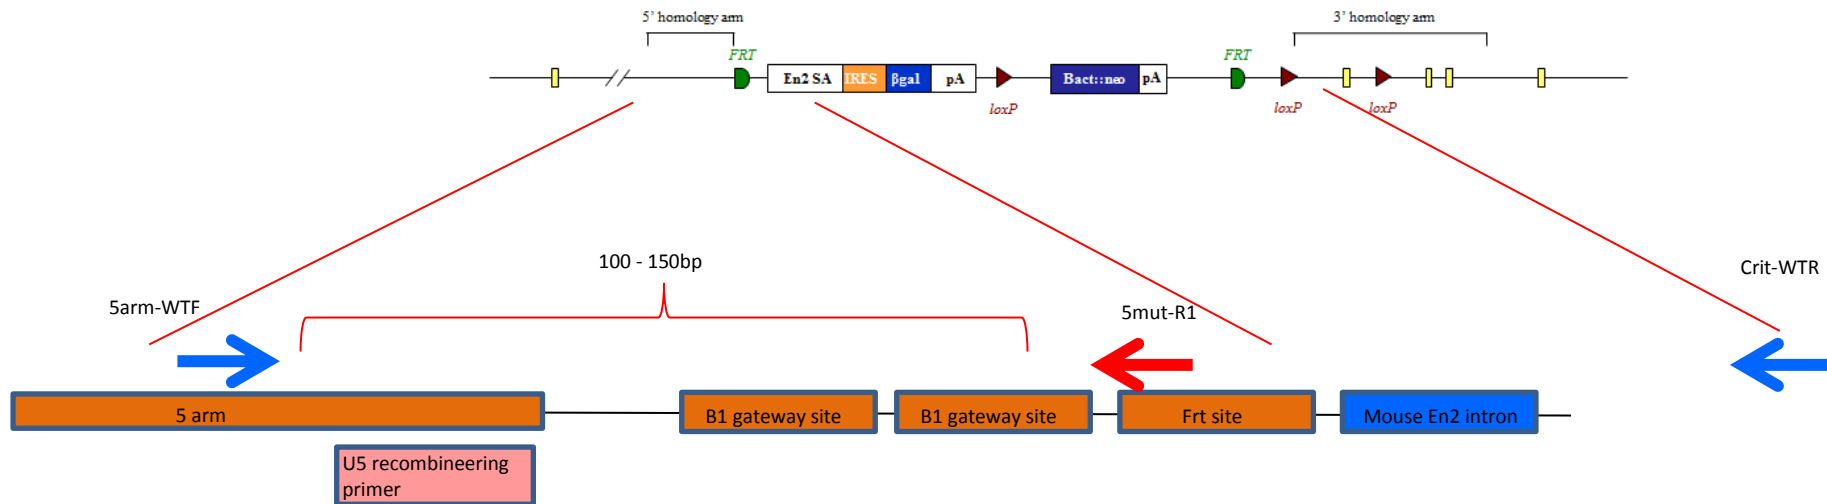 5' homology arm
3' homology arm
FRT
FRT
En2 SA IRES βgal pA
Bact::neo pA
loxP
loxP
loxP
100 - 150bp
Crit-WTR
5arm-WTF
5mut-R1
5 arm
B1 gateway site
B1 gateway site
Frt site
Mouse En2 intron
U5 recombineering
primer